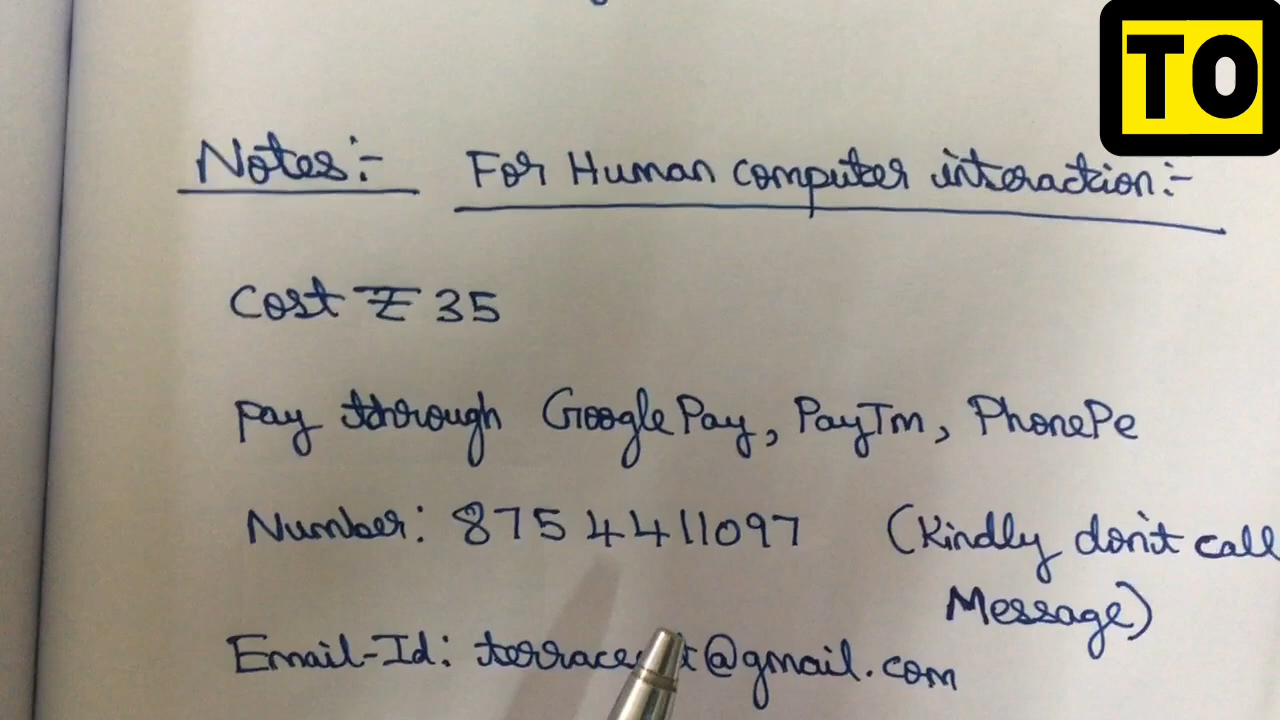 TO
Notes:- For Human computer interaction:-
Cost ₹ 35
Pay through GooglePay, PayTm, PhonePe
Number: 8754411097 (Kindly don't call
Message)
Email-Id: